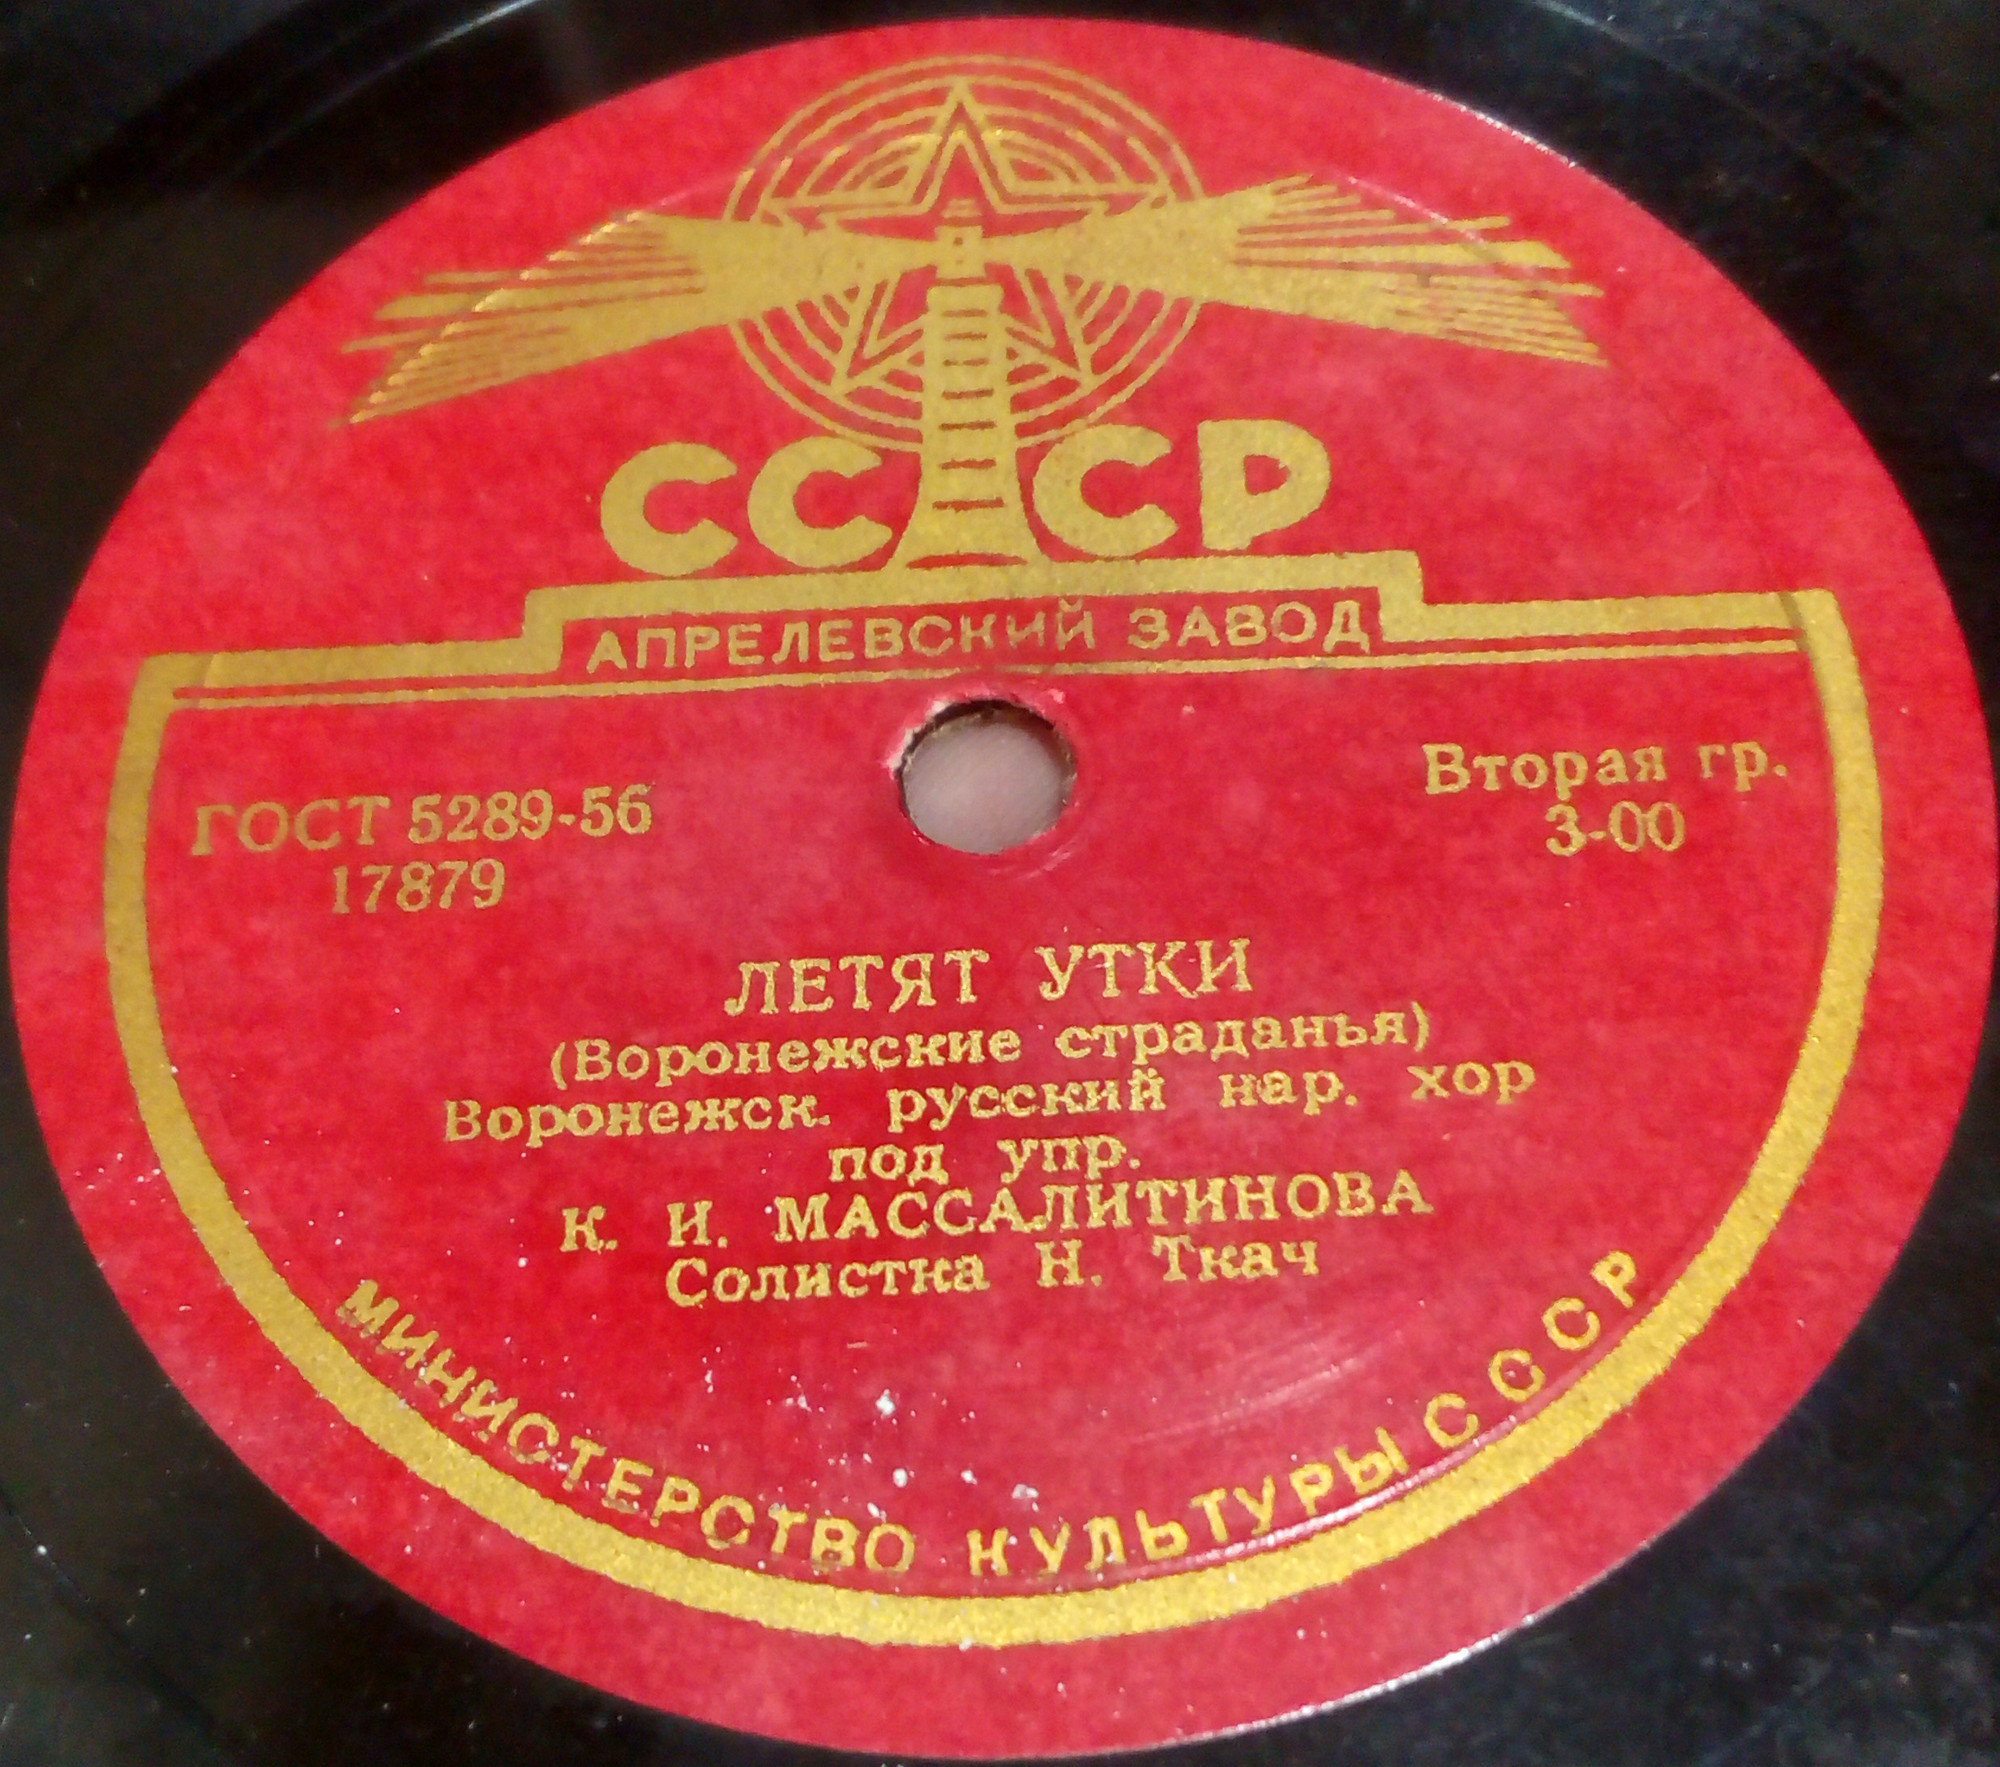 СССР
АПРЕЛЕВСКИЙ ЗАВОД
ГОСТ 5289-56
17879
Вторая гр.
3-00
ЛЕТЯТ УТКИ
(Воронежские страданья)
Воронежск. русский нар. хор
под упр.
К. И. МАССАЛИТИНОВА
Солистка Н. Ткач
МИНИСТЕРСТВО КУЛЬТУРЫ СССР